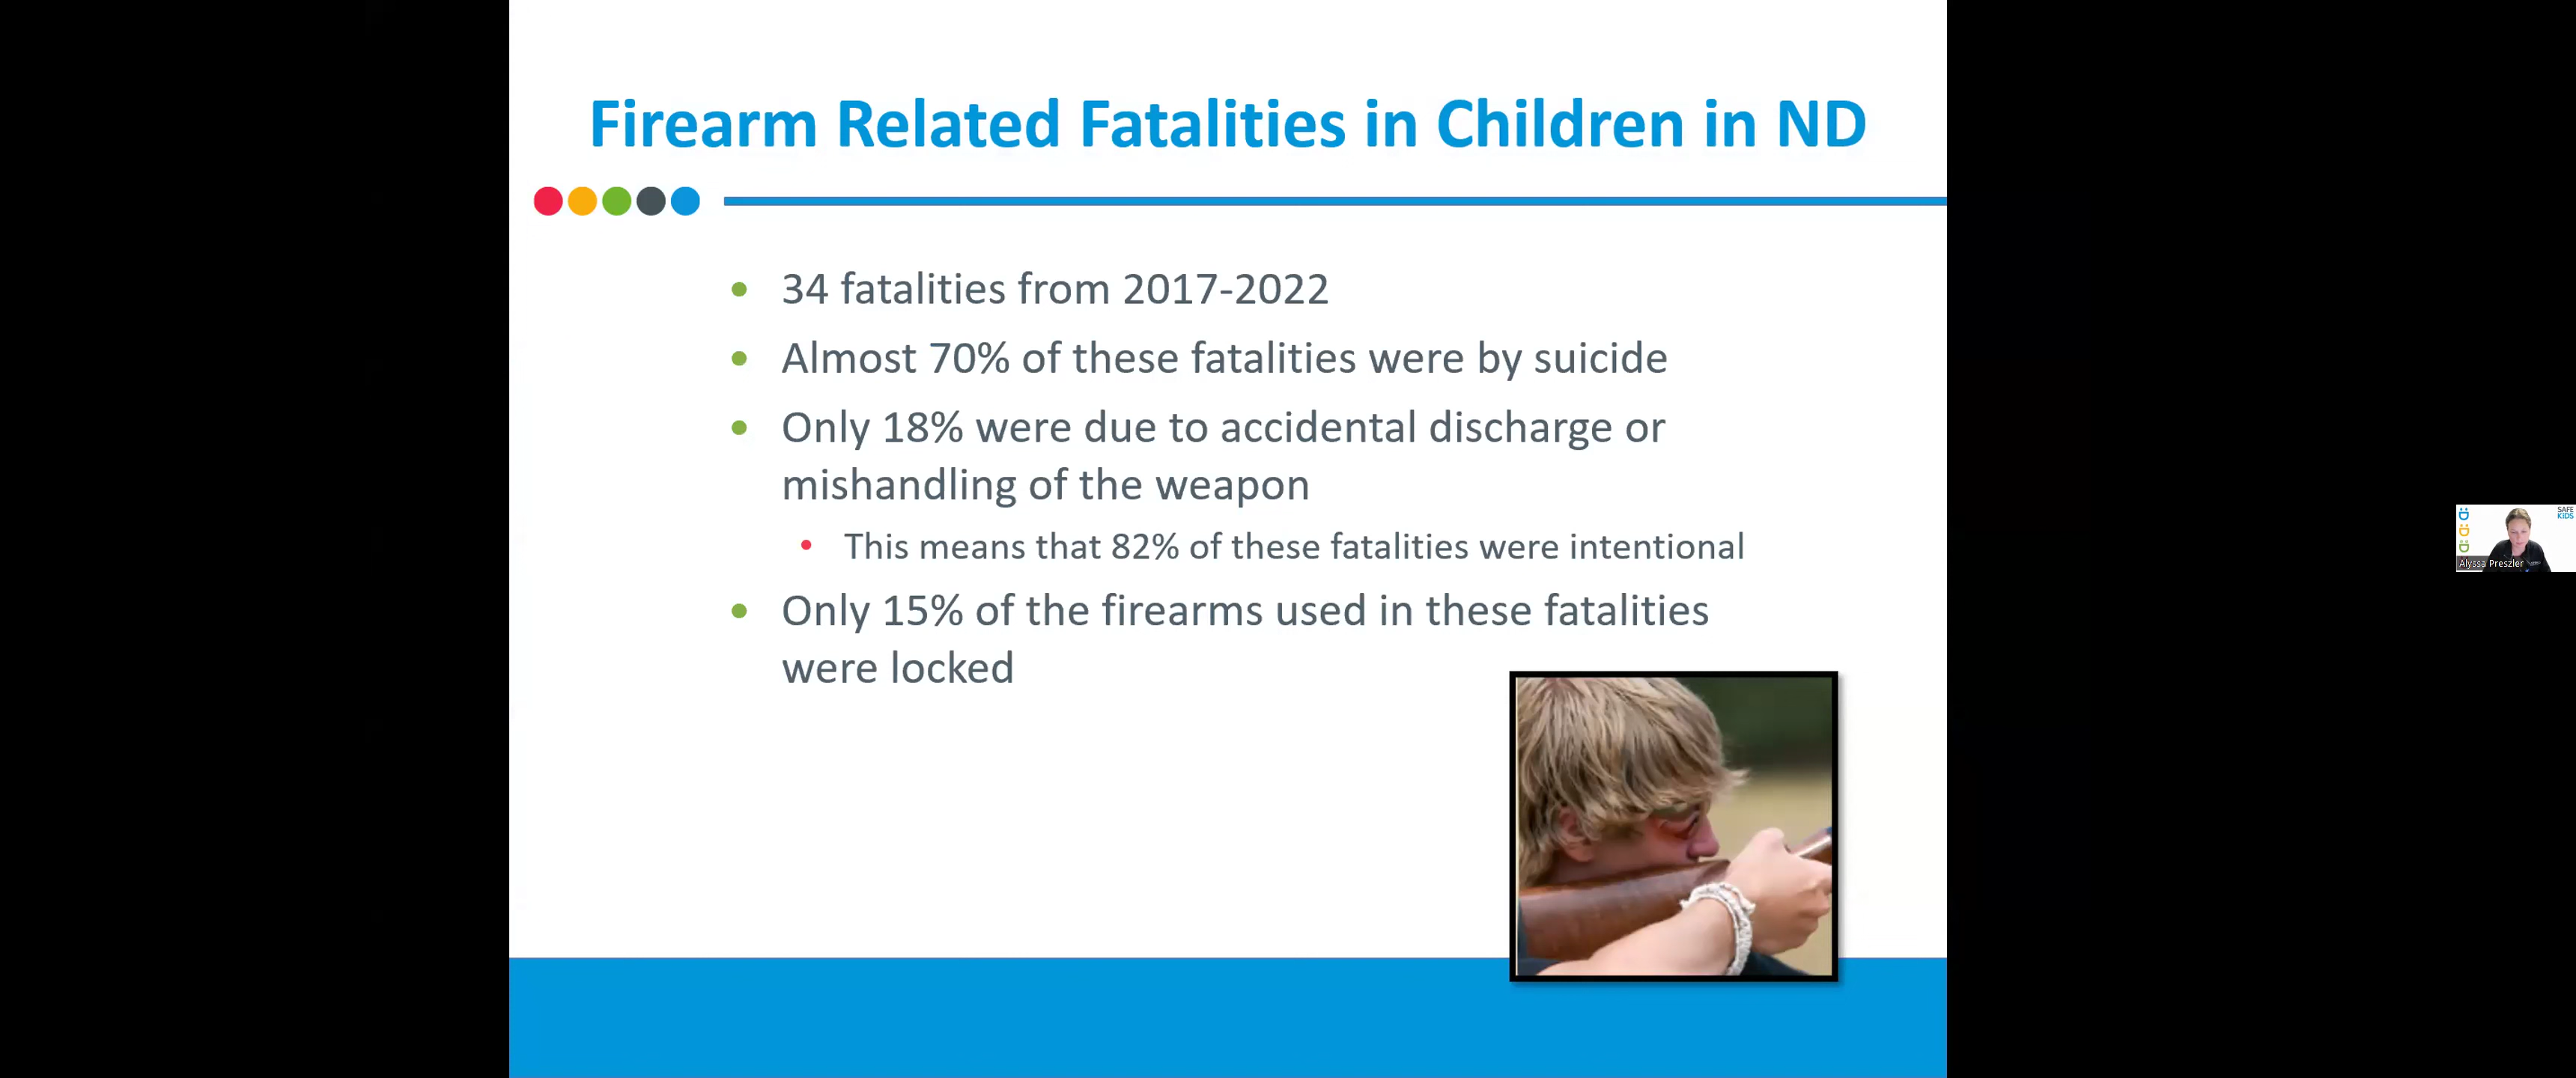 Firearm Related Fatalities in Children in ND
• 34 fatalities from 2017-2022
• Almost 70% of these fatalities were by suicide
• Only 18% were due to accidental discharge or
mishandling of the weapon
• This means that 82% of these fatalities were intentional
• Only 15% of the firearms used in these fatalities
were locked
:D
:D
:D
SAFE
KIDS
Alyssa Preszler